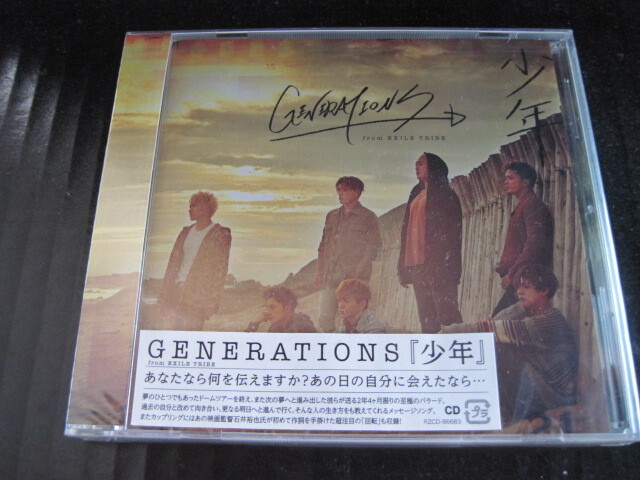 GENERATIONS
from EXILE TRIBE
少年
GENERATIONS『少年』
from EXILE TRIBE
あなたなら何を伝えますか?あの日の自分に会えたなら…
夢のひとつでもあったドームツアーを終え、また次の夢へと進み出した彼らが送る2年4ヶ月振りの至極のバラード。
過去の自分と改めて向き合い、更なる明日へと進んで行く。そんな人の生き方をも教えてくれるメッセージソング。
またカップリングにはあの映画監督石井裕也氏が初めて作詞を手掛けた超注目の「回転」も収録!
CD
プラ